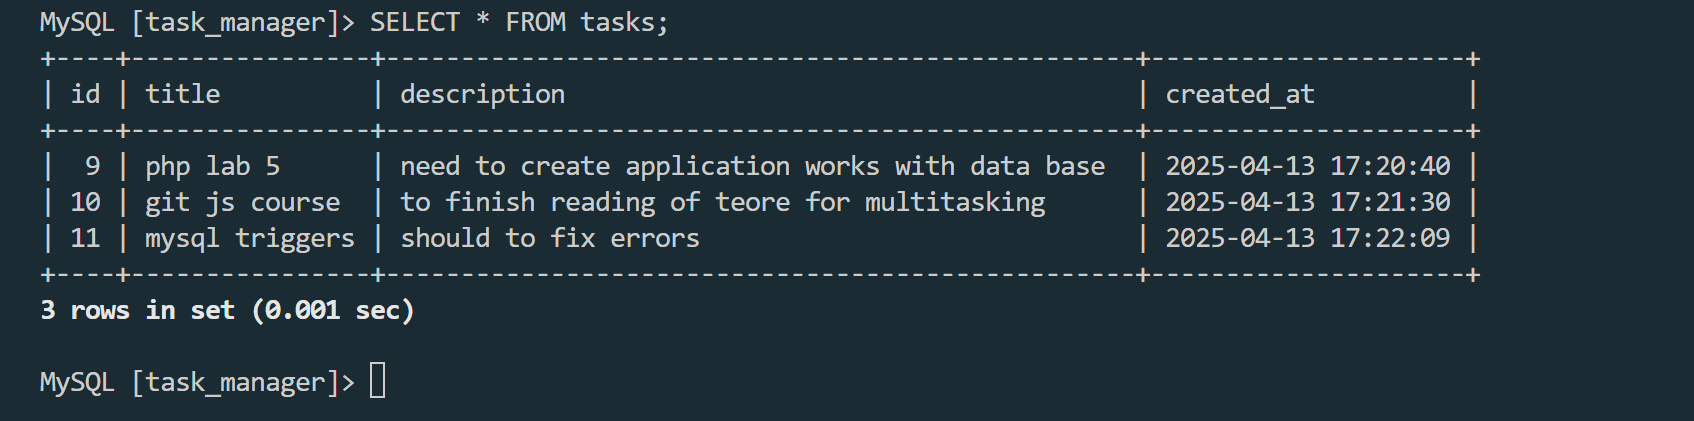 MySQL [task_manager]> SELECT * FROM tasks;
+----+----------------+--------------------------------------------------+---------------------+
| id | title          | description                                      | created_at          |
+----+----------------+--------------------------------------------------+---------------------+
|  9 | php lab 5      | need to create application works with data base  | 2025-04-13 17:20:40 |
| 10 | git js course  | to finish reading of teore for multitasking      | 2025-04-13 17:21:30 |
| 11 | mysql triggers | should to fix errors                             | 2025-04-13 17:22:09 |
+----+----------------+--------------------------------------------------+---------------------+
3 rows in set (0.001 sec)
MySQL [task_manager]>